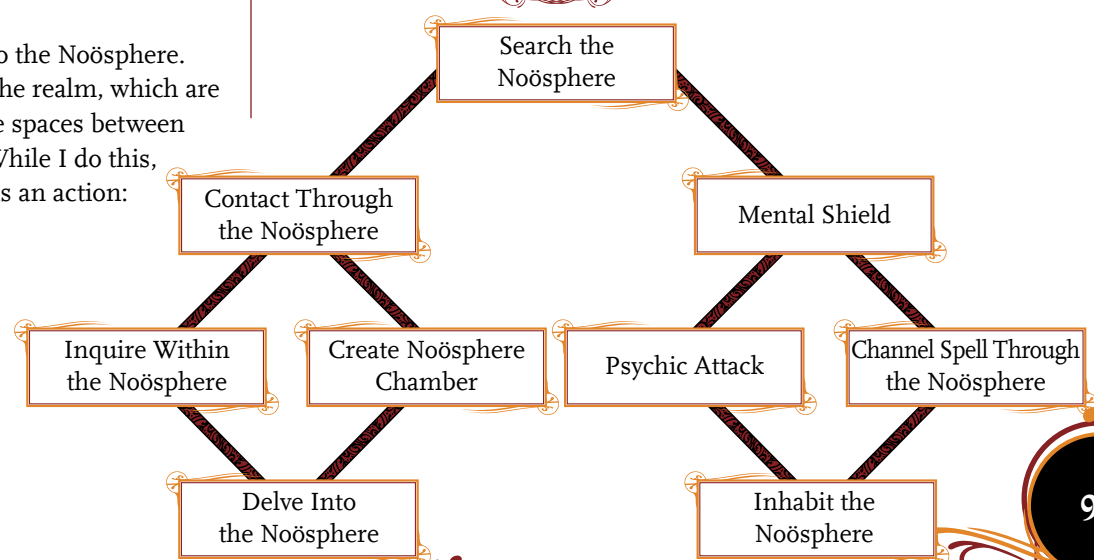 o the Noösphere.
he realm, which are
e spaces between
While I do this,
s an action:
Search the
Noösphere
Contact Through
the Noösphere
Mental Shield
Inquire Within
the Noösphere
Create Noösphere
Chamber
Psychic Attack
Channel Spell Through
the Noösphere
Delve Into
the Noösphere
Inhabit the
Noösphere
9